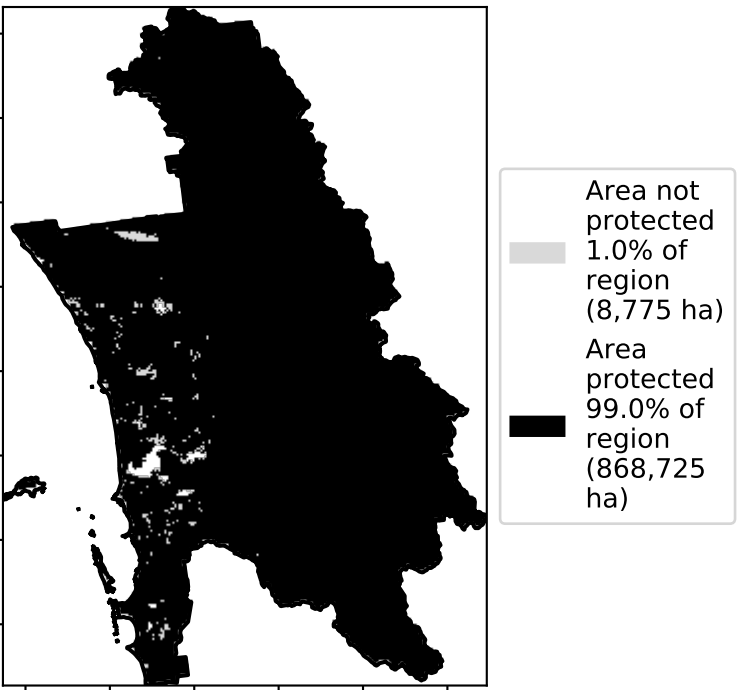 Area not
protected
1.0% of
region
(8,775 ha)
Area
protected
99.0% of
region
(868,725
ha)